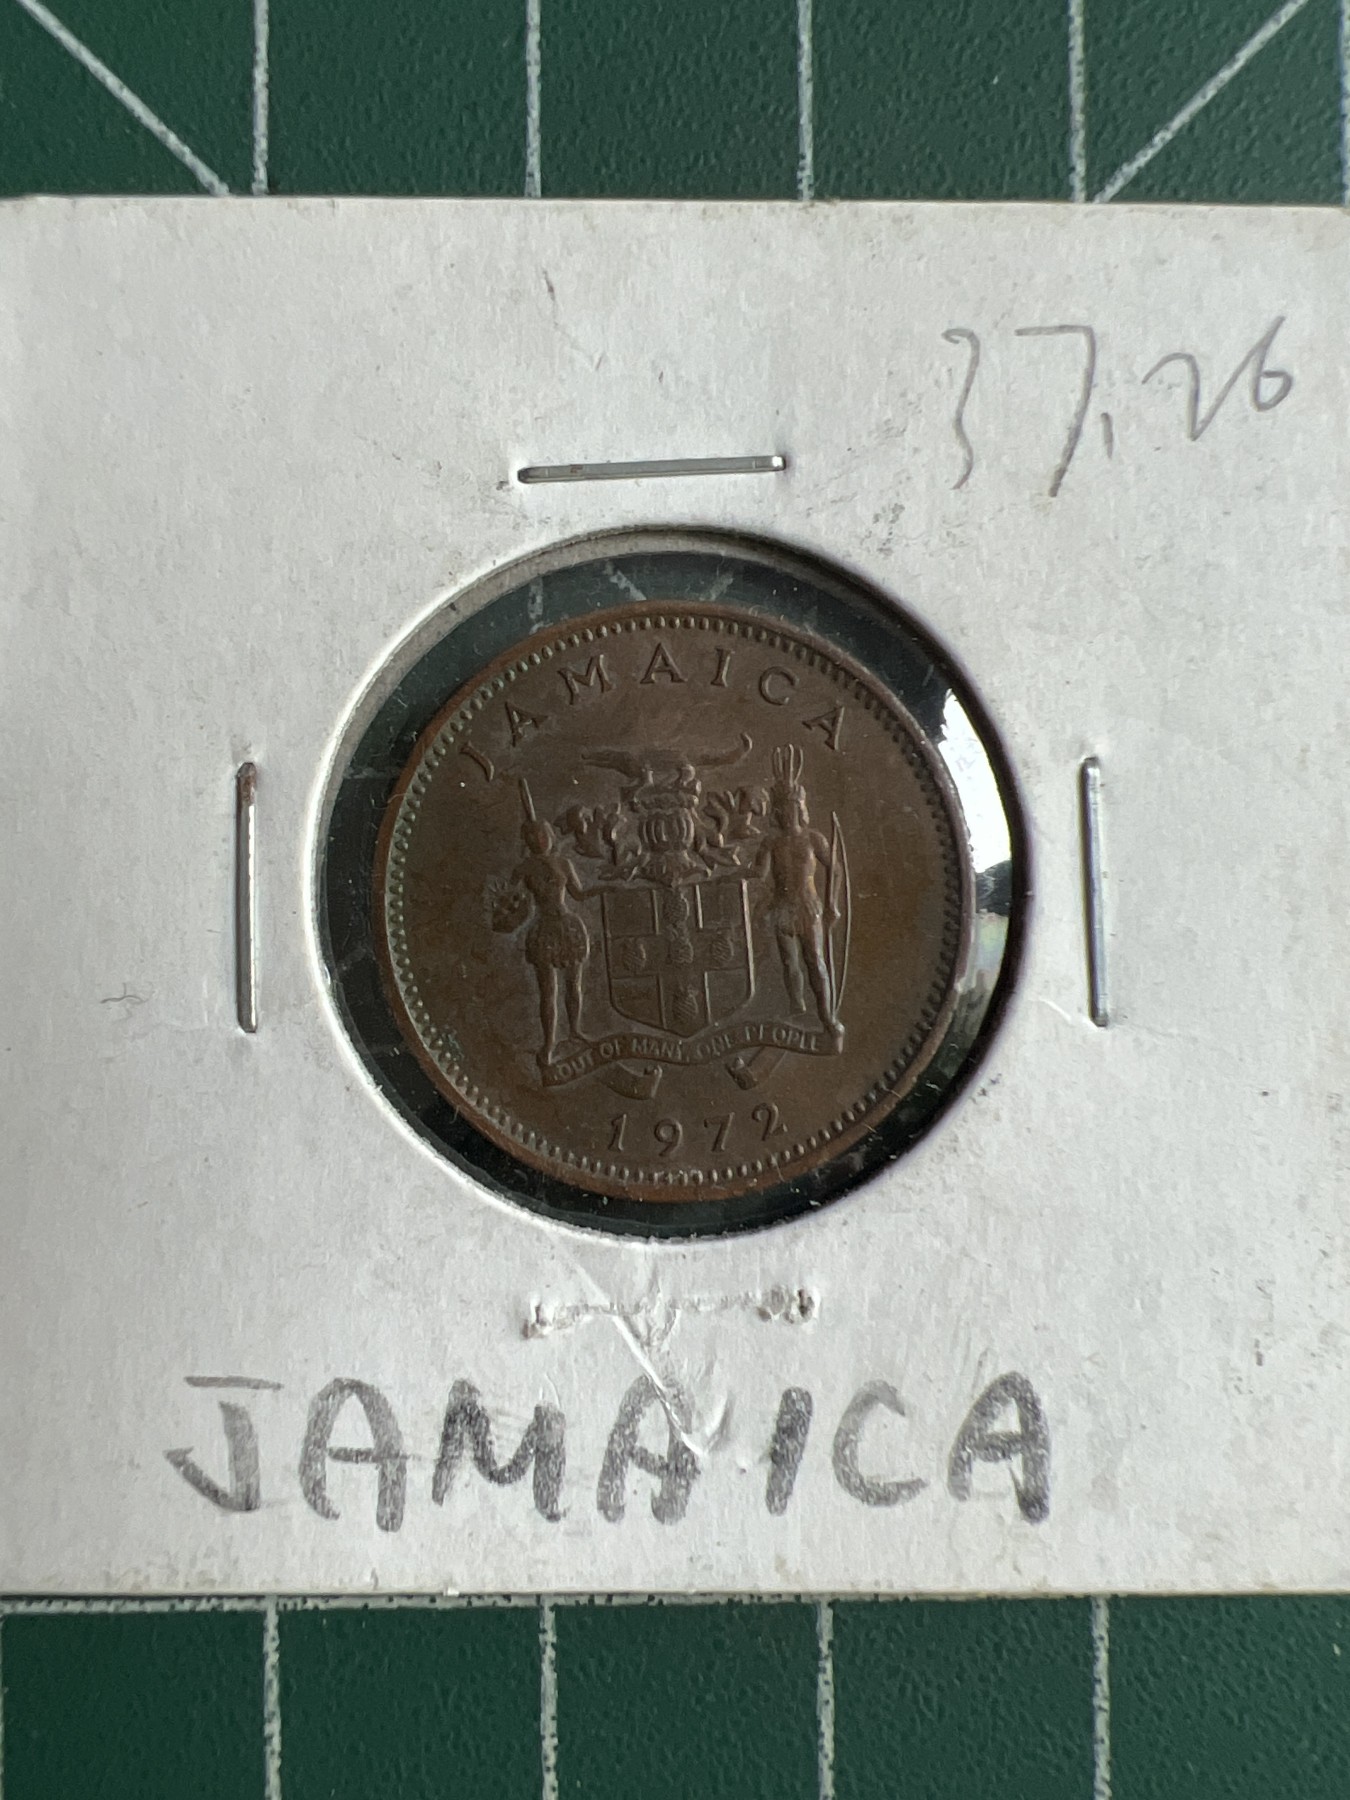 37,26
JAMAICA
OUT OF MANY, ONE PEOPLE
1972
JAMAICA